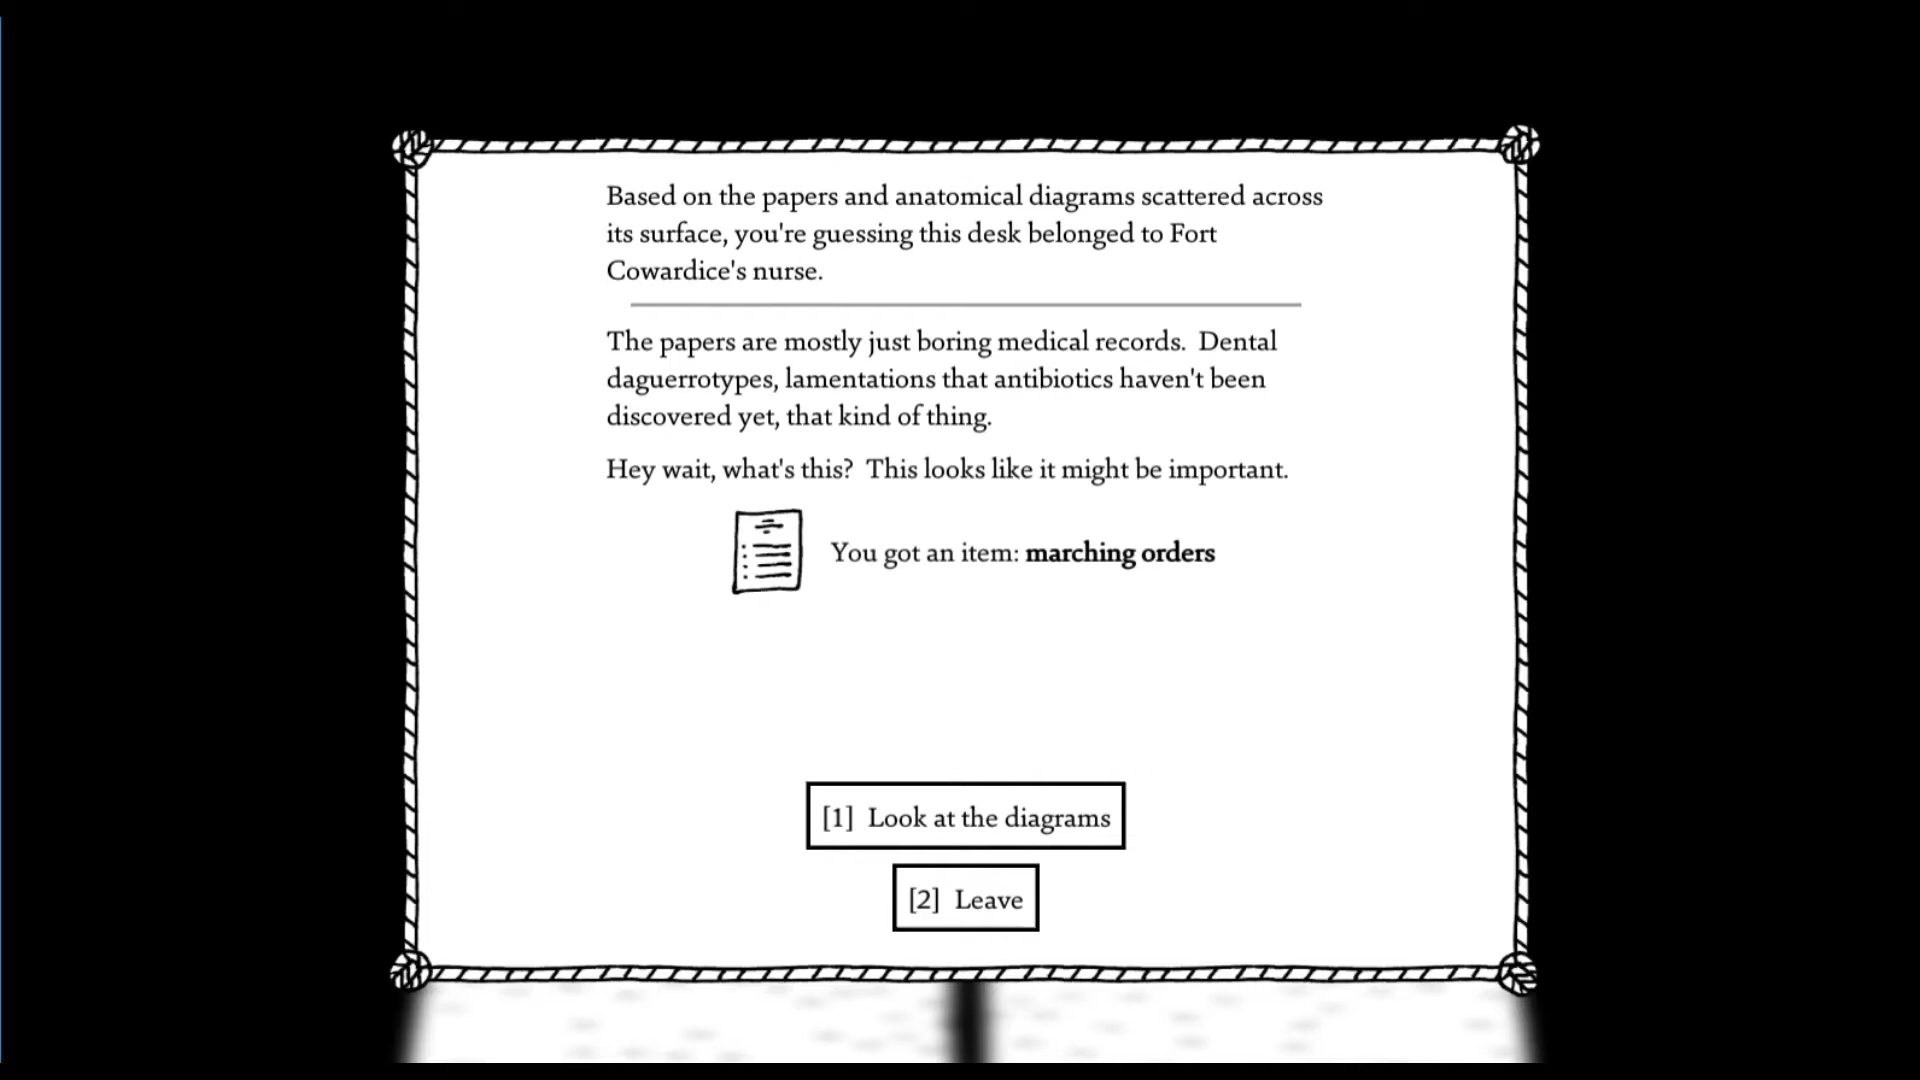 Based on the papers and anatomical diagrams scattered across
its surface, you're guessing this desk belonged to Fort
Cowardice's nurse.
The papers are mostly just boring medical records.  Dental
daguerrotypes, lamentations that antibiotics haven't been
discovered yet, that kind of thing.
Hey wait, what's this?  This looks like it might be important.
You got an item: marching orders
[1]  Look at the diagrams
[2]  Leave